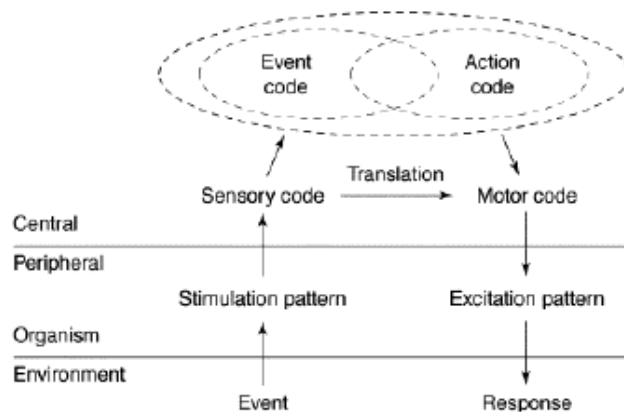 Event Action
code code
Translation
Sensory code Motor code
Central
Peripheral
Stimulation pattern Excitation pattern
Organism
Environment
Event Response